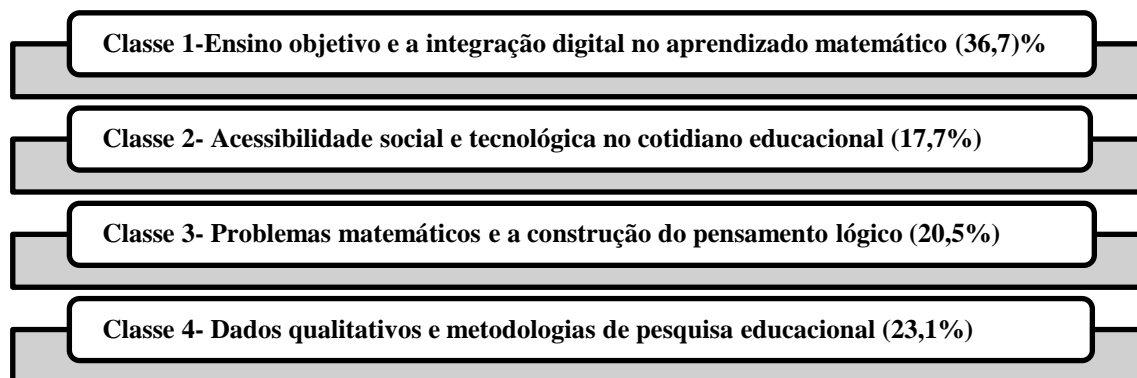 Classe 1-Ensino objetivo e a integração digital no aprendizado matemático (36,7)%
Classe 2- Acessibilidade social e tecnológica no cotidiano educacional (17,7%)
Classe 3- Problemas matemáticos e a construção do pensamento lógico (20,5%)
Classe 4- Dados qualitativos e metodologias de pesquisa educacional (23,1%)